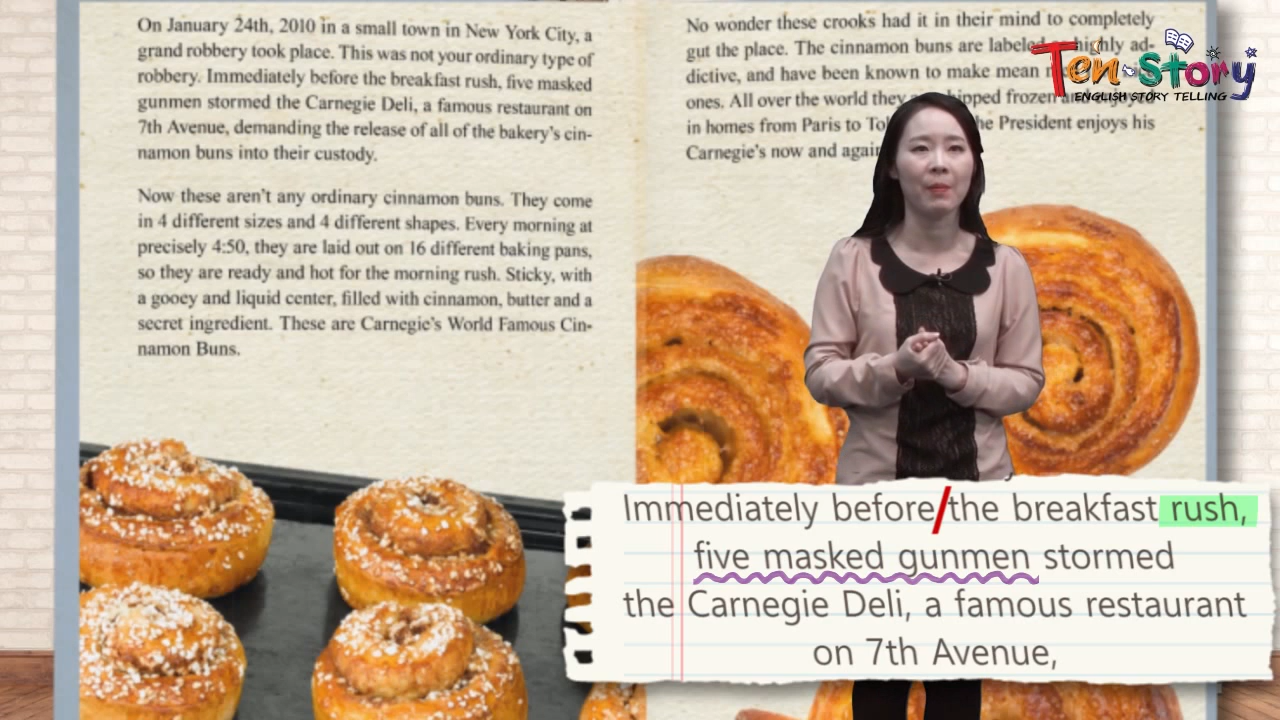 On January 24th, 2010 in a small town in New York City, a
grand robbery took place. This was not your ordinary type of
robbery. Immediately before the breakfast rush, five masked
gunmen stormed the Carnegie Deli, a famous restaurant on
7th Avenue, demanding the release of all of the bakery's cin-
namon buns into their custody.
Now these aren't any ordinary cinnamon buns. They come
in 4 different sizes and 4 different shapes. Every morning at
precisely 4:50, they are laid out on 16 different baking pans,
so they are ready and hot for the morning rush. Sticky, with
a gooey and liquid center, filled with cinnamon, butter and a
secret ingredient. These are Carnegie's World Famous Cin-
namon Buns.
No wonder these crooks had it in their mind to completely
gut the place. The cinnamon buns are labeled highly ad-
dictive, and have been known to make mean
ones. All over the world they shipped frozen
in homes from Paris to the President enjoys his
Carnegie's now and again
Ten-Story
ENGLISH STORY TELLING
Immediately before/the breakfast rush,
five masked gunmen stormed
the Carnegie Deli, a famous restaurant
on 7th Avenue,